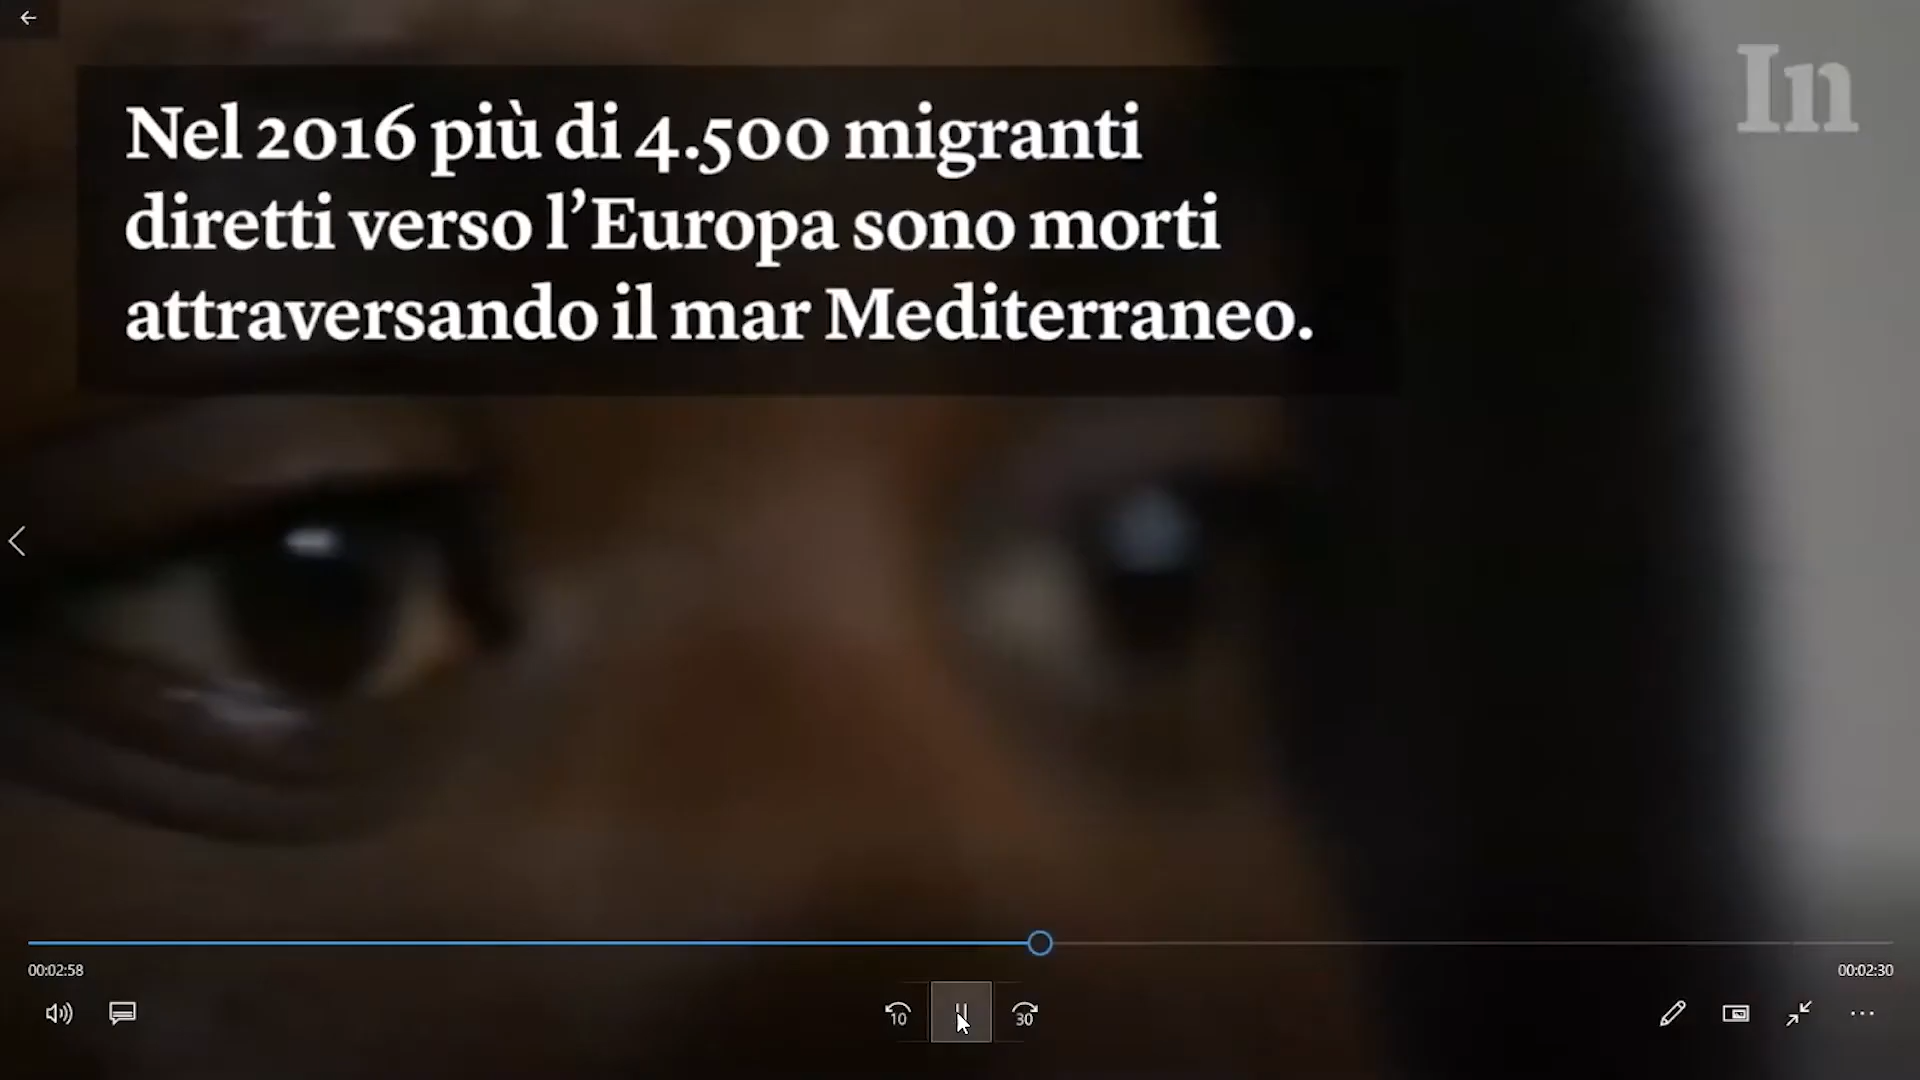 In
Nel 2016 più di 4.500 migranti
diretti verso l’Europa sono morti
attraversando il mar Mediterraneo.
00:02:58
00:02:30
10
30